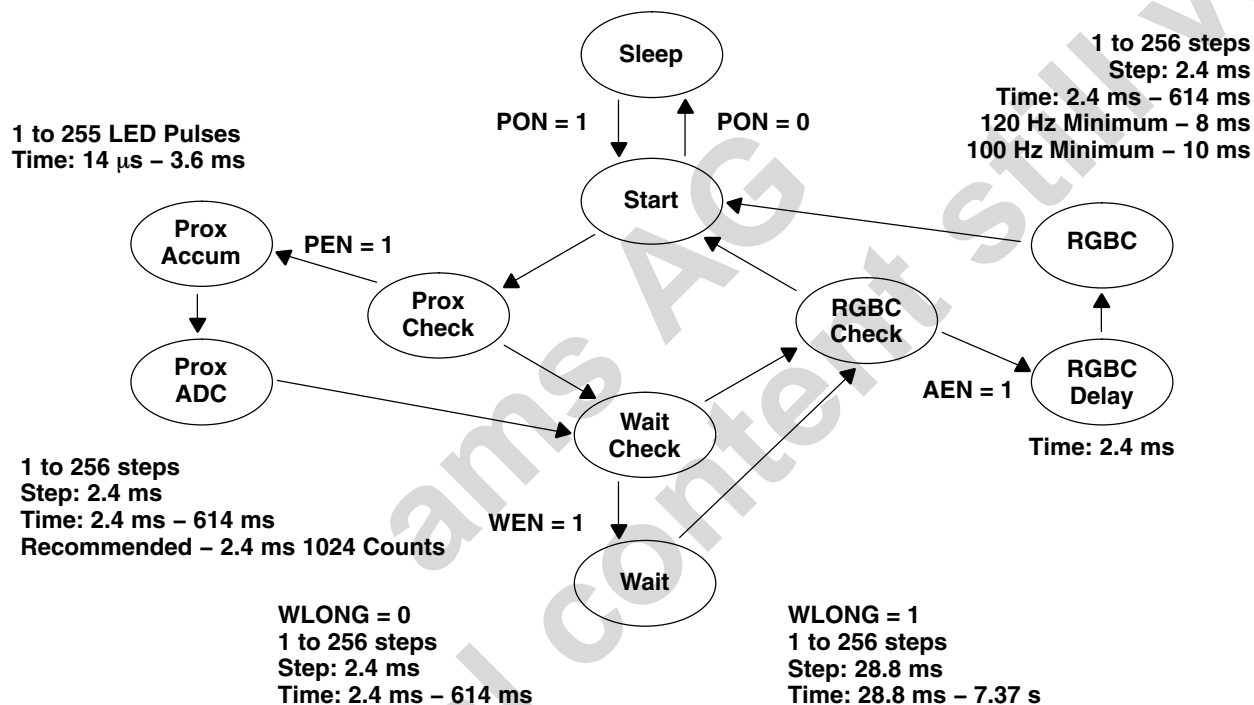 Sleep
PON = 1
PON = 0
1 to 256 steps
Step: 2.4 ms
Time: 2.4 ms – 614 ms
120 Hz Minimum – 8 ms
100 Hz Minimum – 10 ms
1 to 255 LED Pulses
Time: 14 μs – 3.6 ms
Start
Prox
Accum
PEN = 1
RGBC
Prox
Check
RGBC
Check
Prox
ADC
AEN = 1
RGBC
Delay
Time: 2.4 ms
Wait
Check
1 to 256 steps
Step: 2.4 ms
Time: 2.4 ms – 614 ms
Recommended – 2.4 ms 1024 Counts
WEN = 1
Wait
WLONG = 0
1 to 256 steps
Step: 2.4 ms
Time: 2.4 ms – 614 ms
WLONG = 1
1 to 256 steps
Step: 28.8 ms
Time: 28.8 ms – 7.37 s
ams AG
content still